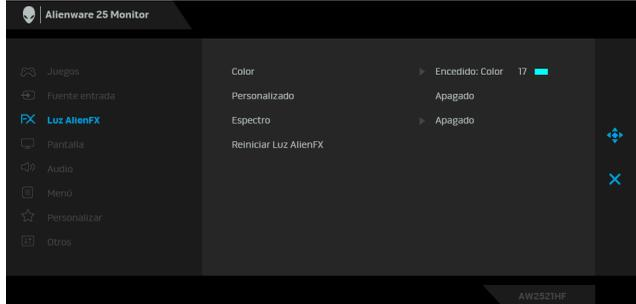 Alienware 25 Monitor
Juegos
Color Encedido: Color 17
Fuente entrada
Personalizado Apagado
FX Luz AlienFX
Espectro Apagado
Pantalla
Reiniciar Luz AlienFX
Audio
Menú
Personalizar
Otros
AW2521HF